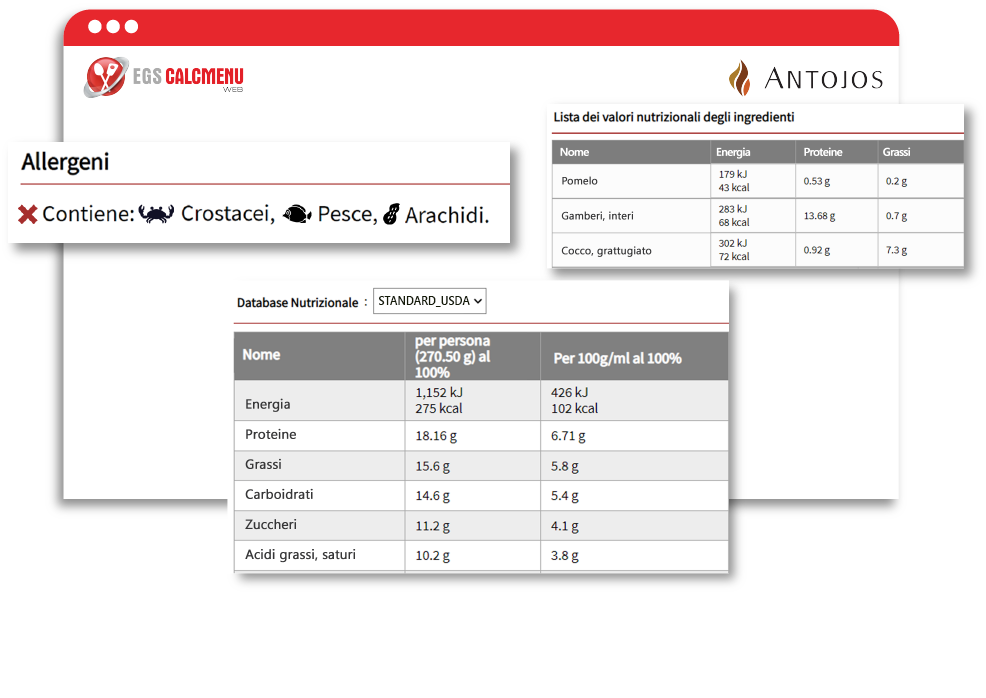 EGS CALCMENU
WEB
ANTOJOS
Lista dei valori nutrizionali degli ingredienti
Nome Energia Proteine Grassi
Pomelo 179 kJ 0.53 g 0.2 g
43 kcal
Gamberi, interi 283 kJ 13.68 g 0.7 g
68 kcal
Cocco, grattugiato 302 kJ 0.92 g 7.3 g
72 kcal
Allergeni
Contiene: Crostacei, Pesce, Arachidi.
Database Nutrizionale : STANDARD_USDA
Nome per persona (270.50 g) al 100% Per 100g/ml al 100%
Energia 1,152 kJ 426 kJ
275 kcal 102 kcal
Proteine 18.16 g 6.71 g
Grassi 15.6 g 5.8 g
Carboidrati 14.6 g 5.4 g
Zuccheri 11.2 g 4.1 g
Acidi grassi, saturi 10.2 g 3.8 g